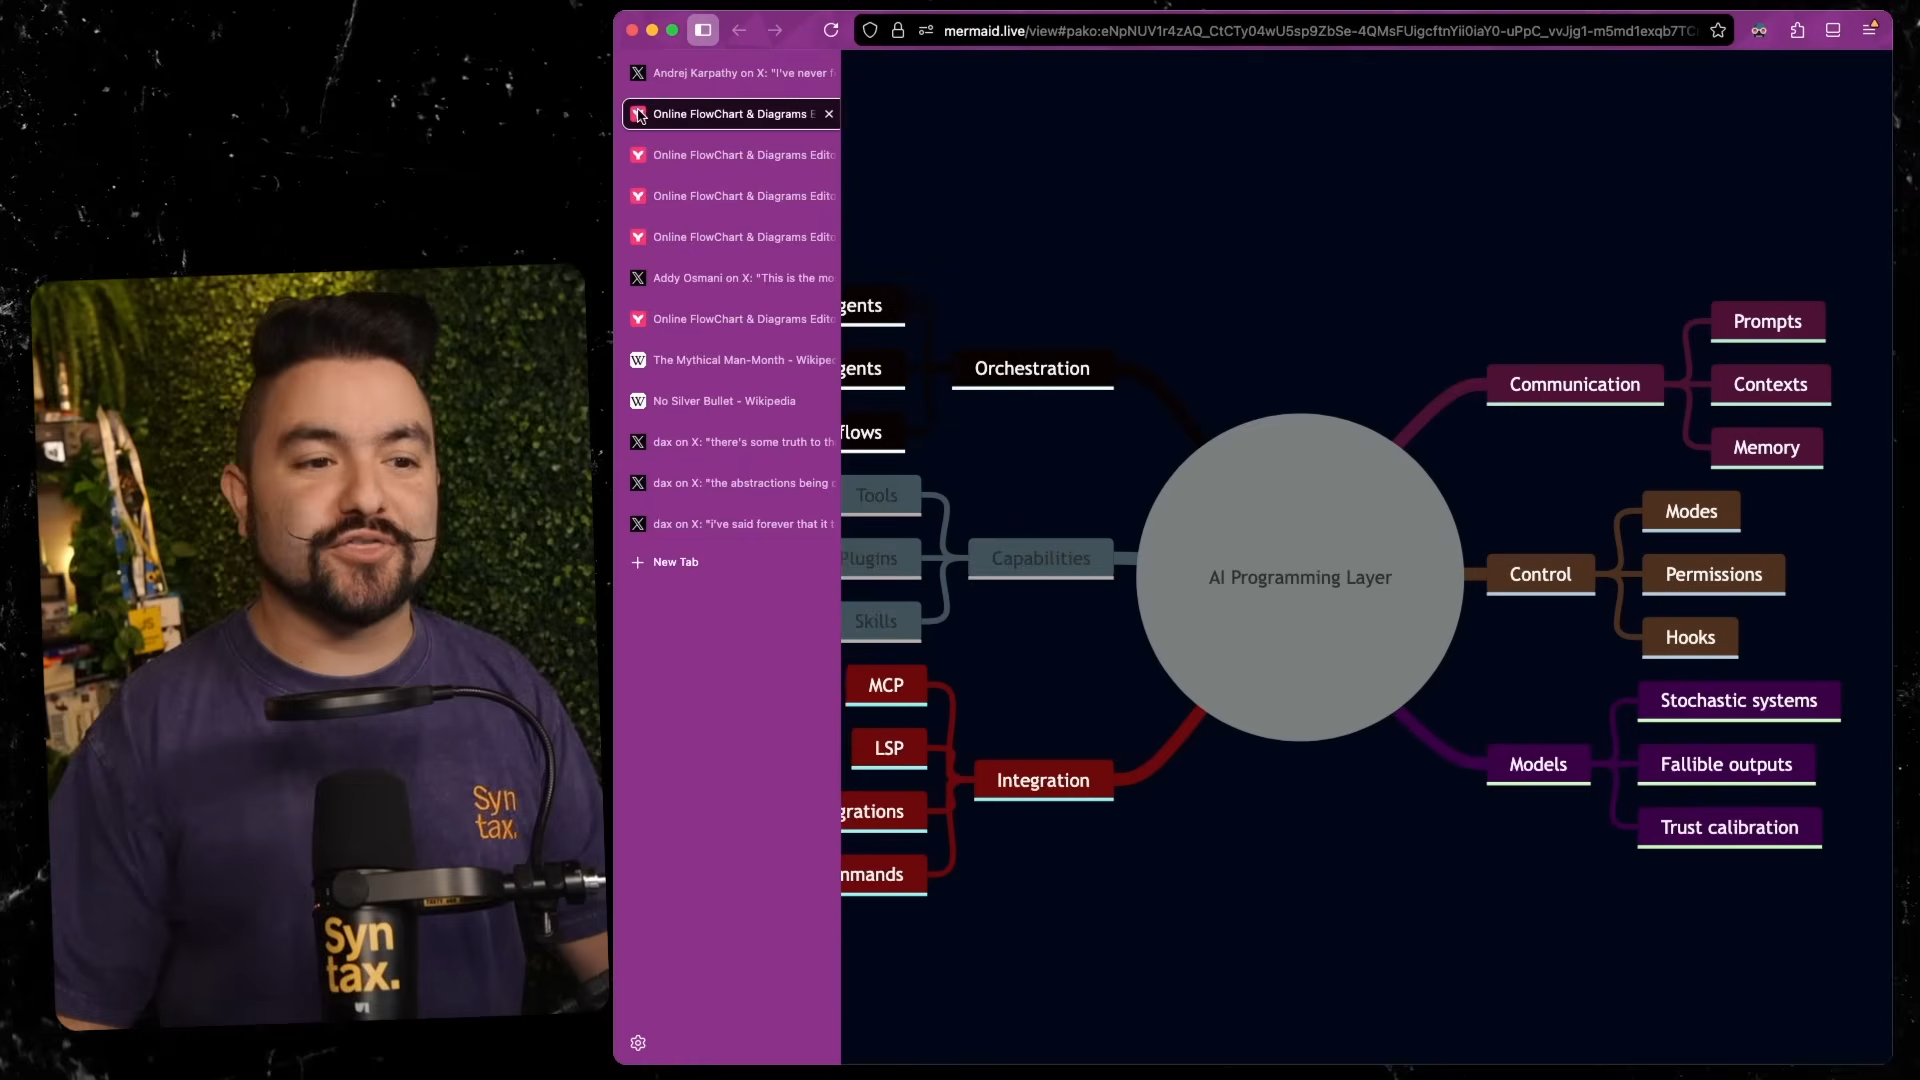 mermaid.live/view#pako:eNpNUV1r4zAQ_CtCTy04wU5sp9ZbSe-4QMsFUigcftnYii0iaY0-uPpC_vvJjg1-m5md1exqb7TC
Andrej Karpathy on X: "I've never f
Online FlowChart & Diagrams E
Online FlowChart & Diagrams Edito
Online FlowChart & Diagrams Edito
Online FlowChart & Diagrams Edito
Addy Osmani on X: "This is the mo
Online FlowChart & Diagrams Edito
The Mythical Man-Month - Wikipe
No Silver Bullet - Wikipedia
dax on X: "there's some truth to th
dax on X: "the abstractions being
dax on X: "i've said forever that it t
New Tab
gents
gents
flows
Orchestration
Tools
Plugins
Skills
Capabilities
MCP
LSP
grations
mmands
Integration
AI Programming Layer
Communication
Prompts
Contexts
Memory
Control
Modes
Permissions
Hooks
Models
Stochastic systems
Fallible outputs
Trust calibration
Syn
tax.
Syn
tax.
JS